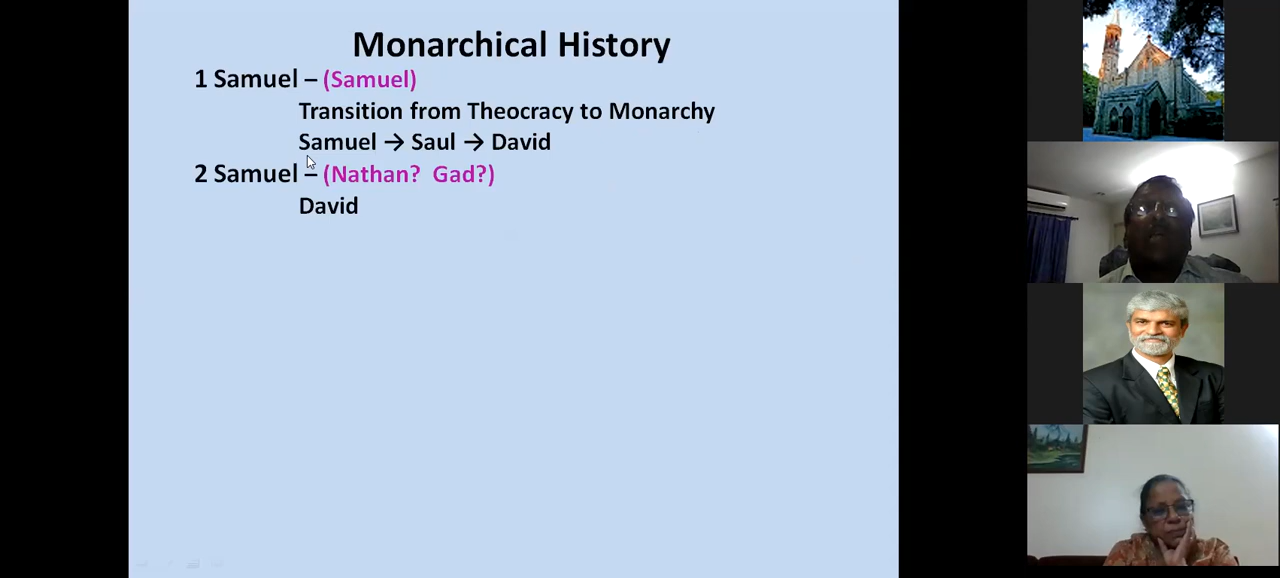 Monarchical History
1 Samuel – (Samuel)
Transition from Theocracy to Monarchy
Samuel → Saul → David
2 Samuel – (Nathan?  Gad?)
David